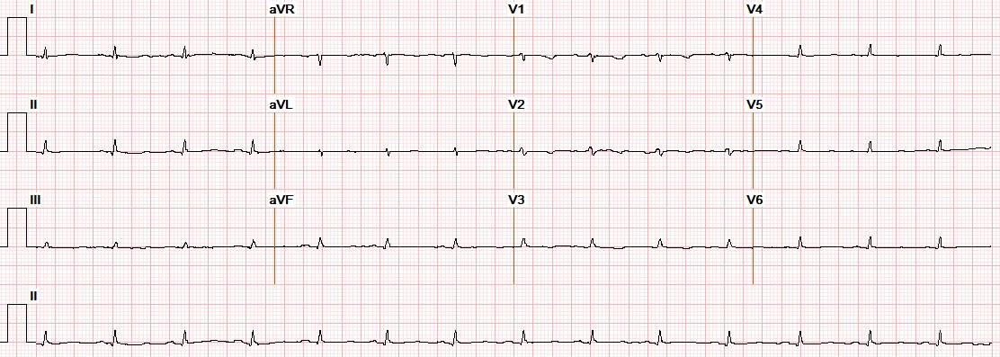 I aVR V1 V4
II aVL V2 V5
III aVF V3 V6
II